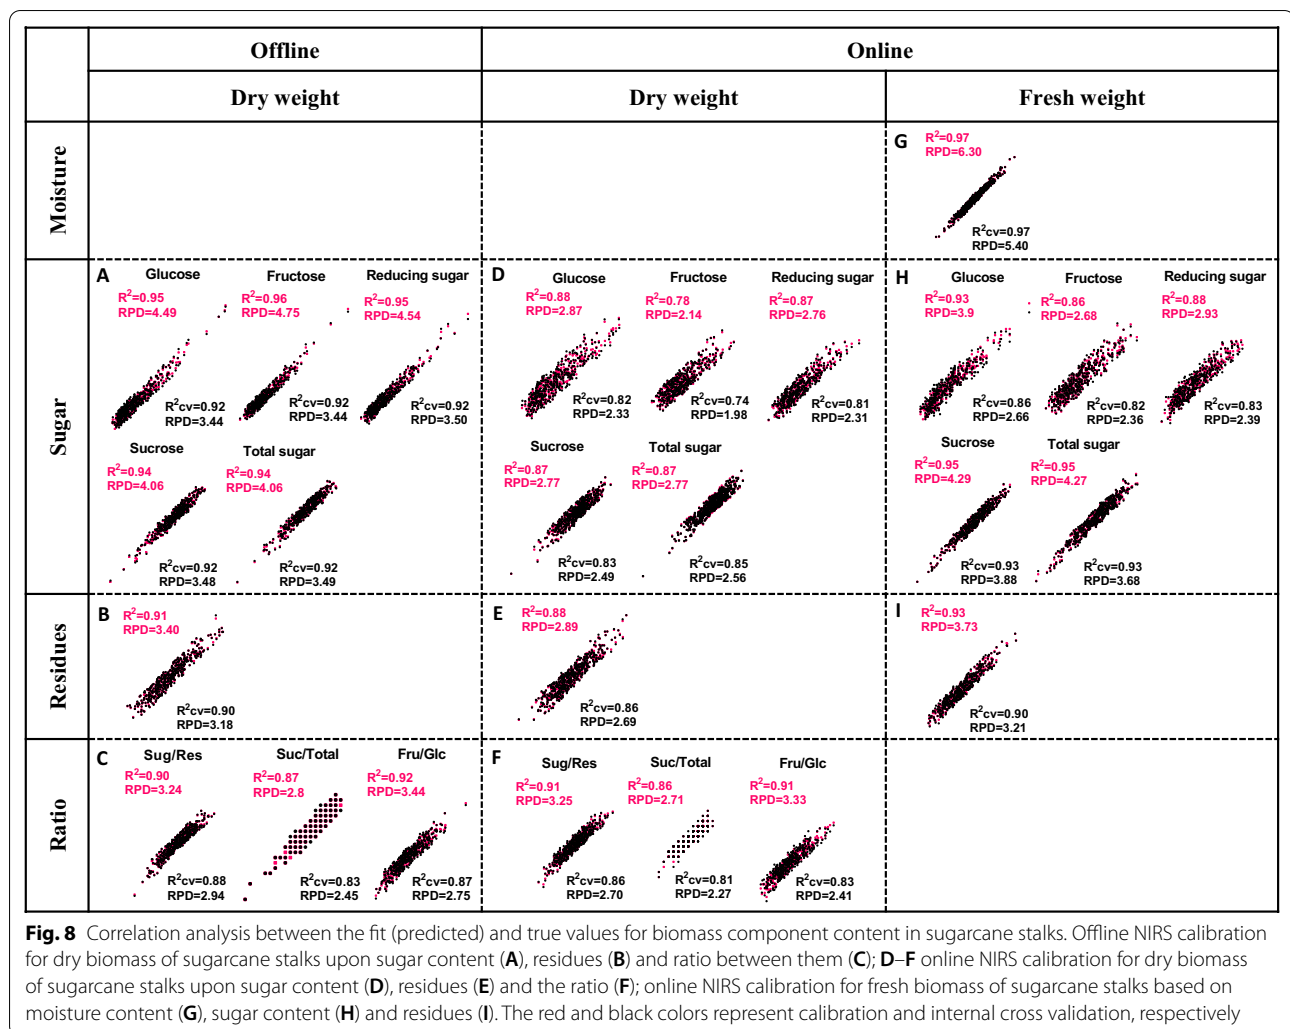 Offline
Online
Dry weight
Dry weight
Fresh weight
Moisture
G
R²=0.97
RPD=6.30
R²cv=0.97
RPD=5.40
Sugar
A
Glucose
R²=0.95
RPD=4.49
R²cv=0.92
RPD=3.44
Fructose
R²=0.96
RPD=4.75
R²cv=0.92
RPD=3.44
Reducing sugar
R²=0.95
RPD=4.54
R²cv=0.92
RPD=3.50
Sucrose
R²=0.94
RPD=4.06
R²cv=0.92
RPD=3.48
Total sugar
R²=0.94
RPD=4.06
R²cv=0.92
RPD=3.49
D
Glucose
R²=0.88
RPD=2.87
R²cv=0.82
RPD=2.33
Fructose
R²=0.78
RPD=2.14
R²cv=0.74
RPD=1.98
Reducing sugar
R²=0.87
RPD=2.76
R²cv=0.81
RPD=2.31
Sucrose
R²=0.87
RPD=2.77
R²cv=0.83
RPD=2.49
Total sugar
R²=0.87
RPD=2.77
R²cv=0.85
RPD=2.56
H
Glucose
R²=0.93
RPD=3.9
R²cv=0.86
RPD=2.66
Fructose
R²=0.86
RPD=2.68
R²cv=0.82
RPD=2.36
Reducing sugar
R²=0.88
RPD=2.93
R²cv=0.83
RPD=2.39
Sucrose
R²=0.95
RPD=4.29
R²cv=0.93
RPD=3.88
Total sugar
R²=0.95
RPD=4.27
R²cv=0.93
RPD=3.68
Residues
B
R²=0.91
RPD=3.40
R²cv=0.90
RPD=3.18
E
R²=0.88
RPD=2.89
R²cv=0.86
RPD=2.69
I
R²=0.93
RPD=3.73
R²cv=0.90
RPD=3.21
Ratio
C
Sug/Res
R²=0.90
RPD=3.24
R²cv=0.88
RPD=2.94
Suc/Total
R²=0.87
RPD=2.8
R²cv=0.83
RPD=2.45
Fru/Glc
R²=0.92
RPD=3.44
R²cv=0.87
RPD=2.75
F
Sug/Res
R²=0.91
RPD=3.25
R²cv=0.86
RPD=2.70
Suc/Total
R²=0.86
RPD=2.71
R²cv=0.81
RPD=2.27
Fru/Glc
R²=0.91
RPD=3.33
R²cv=0.83
RPD=2.41
Fig. 8 Correlation analysis between the fit (predicted) and true values for biomass component content in sugarcane stalks. Offline NIRS calibration
for dry biomass of sugarcane stalks upon sugar content (A), residues (B) and ratio between them (C); D–F online NIRS calibration for dry biomass
of sugarcane stalks upon sugar content (D), residues (E) and the ratio (F); online NIRS calibration for fresh biomass of sugarcane stalks based on
moisture content (G), sugar content (H) and residues (I). The red and black colors represent calibration and internal cross validation, respectively